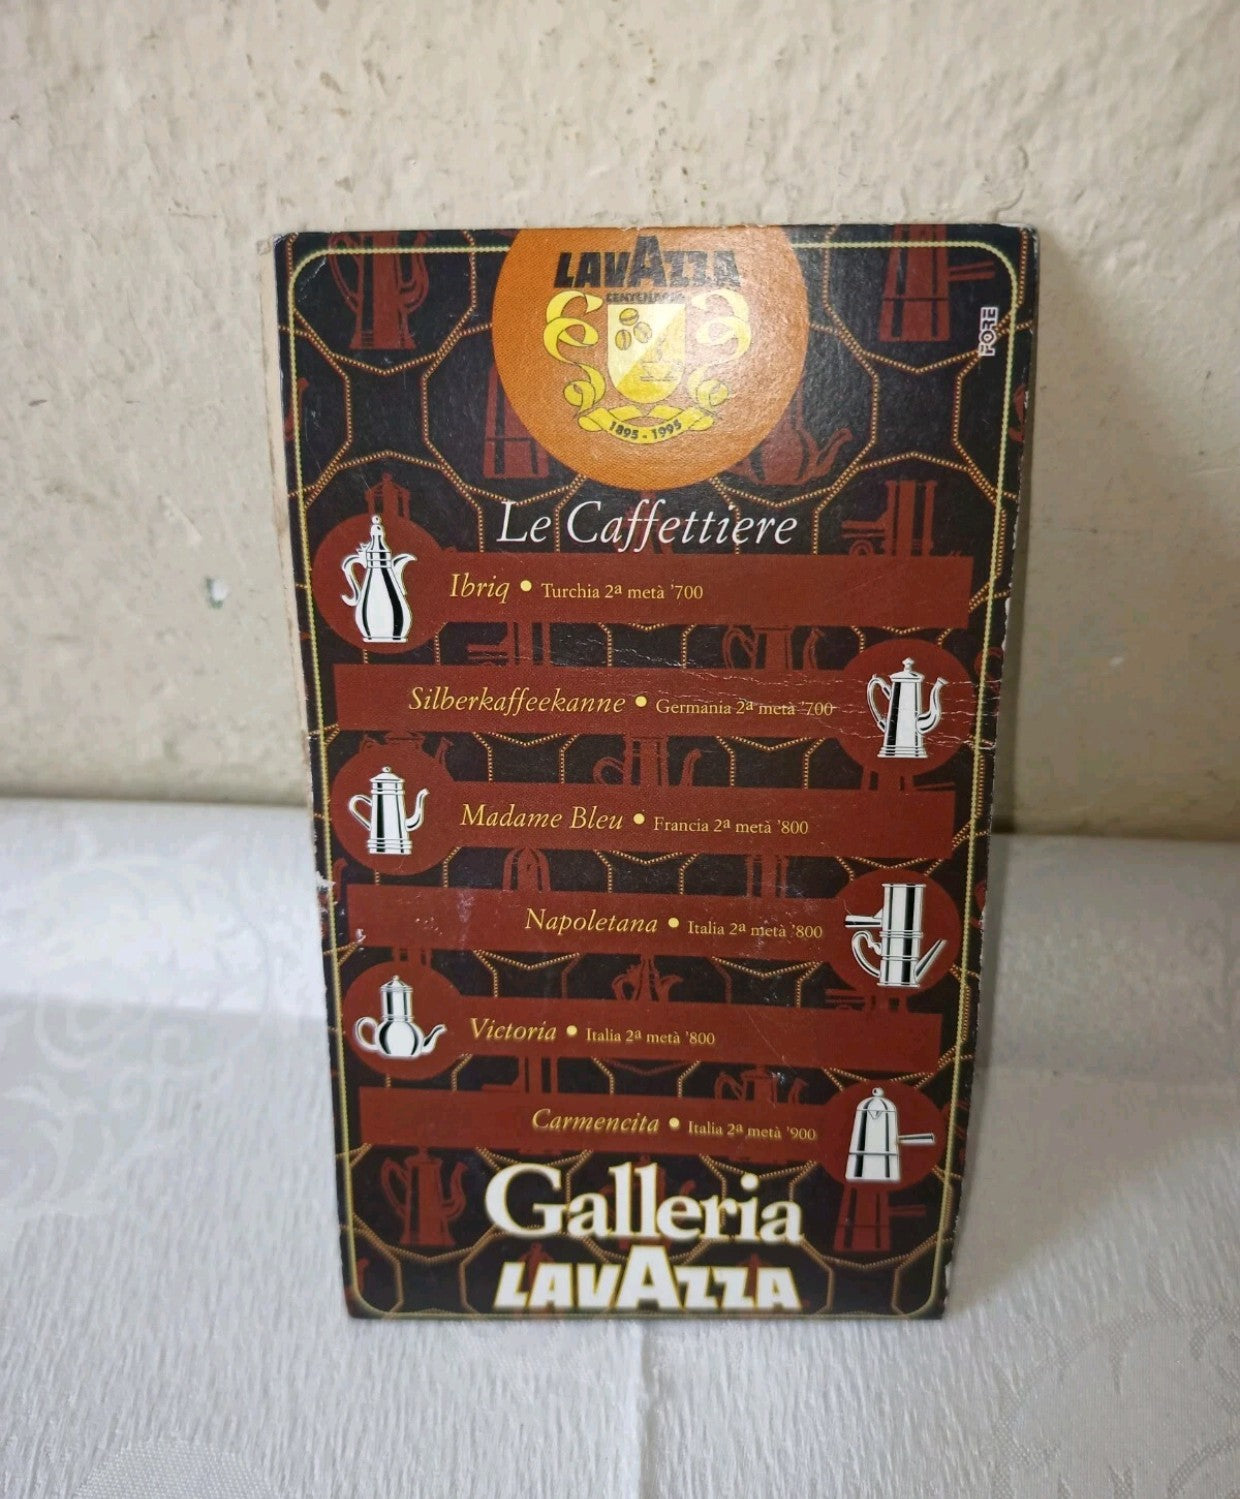 LAVAZZA
CENTENARIO
1895 - 1995
FORE
Le Caffettiere
Ibriq • Turchia 2ª metà '700
Silberkaffeekanne • Germania 2ª metà '700
Madame Bleu • Francia 2ª metà '800
Napoletana • Italia 2ª metà '800
Victoria • Italia 2ª metà '800
Carmencita • Italia 2ª metà '900
Galleria
LAVAZZA